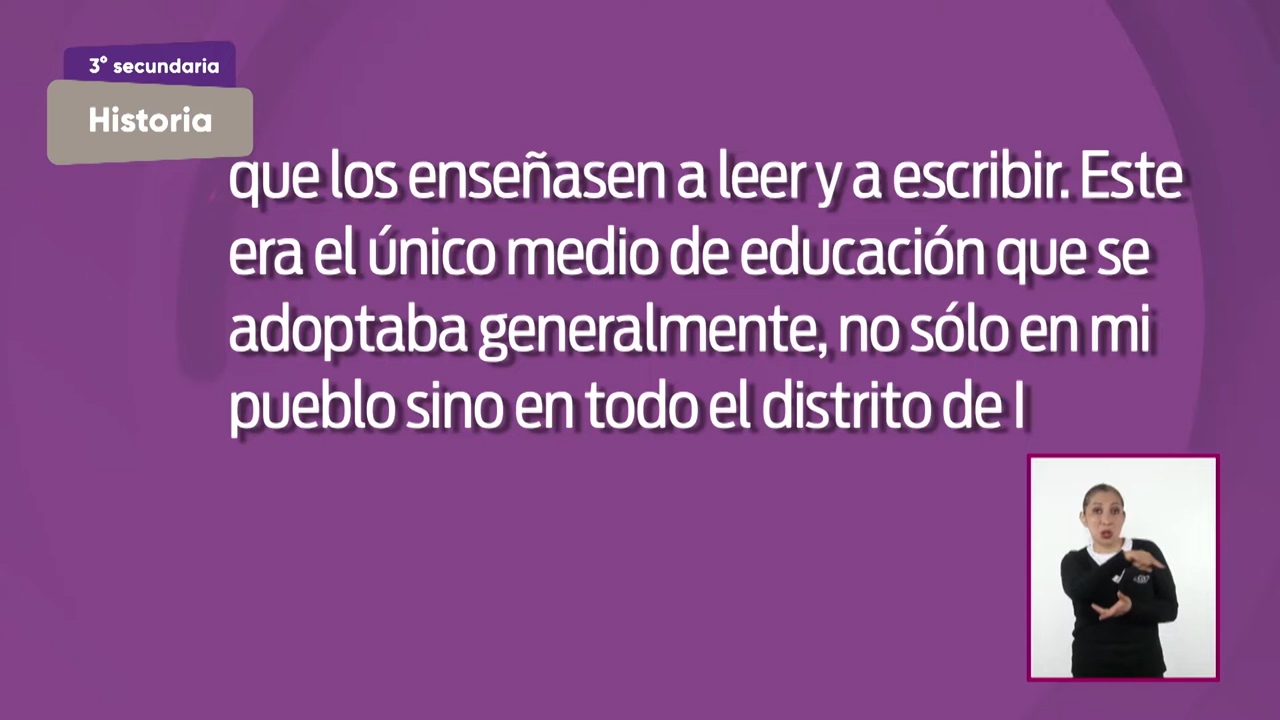 3° secundaria
Historia
que los enseñasen a leer y a escribir. Este
era el único medio de educación que se
adoptaba generalmente, no sólo en mi
pueblo sino en todo el distrito de I